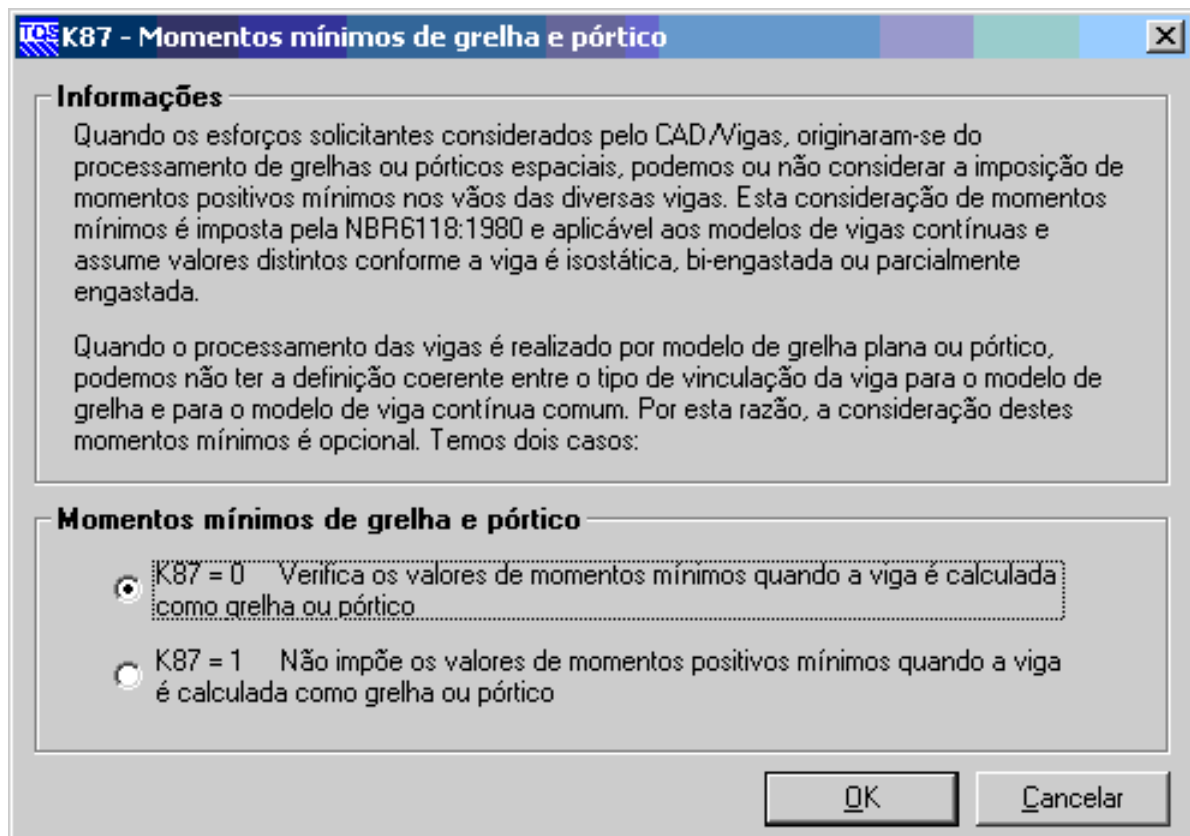 TQS
K87 - Momentos mínimos de grelha e pórtico
Informações
Quando os esforços solicitantes considerados pelo CAD/Vigas, originaram-se do
processamento de grelhas ou pórticos espaciais, podemos ou não considerar a imposição de
momentos positivos mínimos nos vãos das diversas vigas. Esta consideração de momentos
mínimos é imposta pela NBR6118:1980 e aplicável aos modelos de vigas contínuas e
assume valores distintos conforme a viga é isostática, bi-engastada ou parcialmente
engastada.
Quando o processamento das vigas é realizado por modelo de grelha plana ou pórtico,
podemos não ter a definição coerente entre o tipo de vinculação da viga para o modelo de
grelha e para o modelo de viga contínua comum. Por esta razão, a consideração destes
momentos mínimos é opcional. Temos dois casos:
Momentos mínimos de grelha e pórtico
K87 = 0 Verifica os valores de momentos mínimos quando a viga é calculada
como grelha ou pórtico
K87 = 1 Não impõe os valores de momentos positivos mínimos quando a viga
é calculada como grelha ou pórtico
OK Cancelar